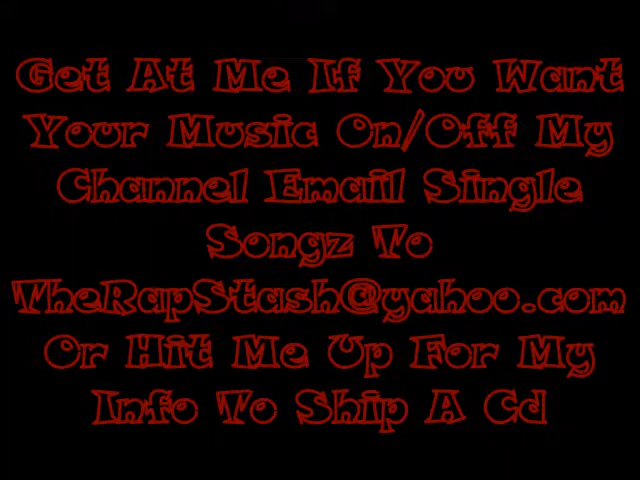 Get At Me If You Want
Your Music On/Off My
Channel Email Single
Songz To
TheRapStash@yahoo.com
Or Hit Me Up For My
Info To Ship A Cd